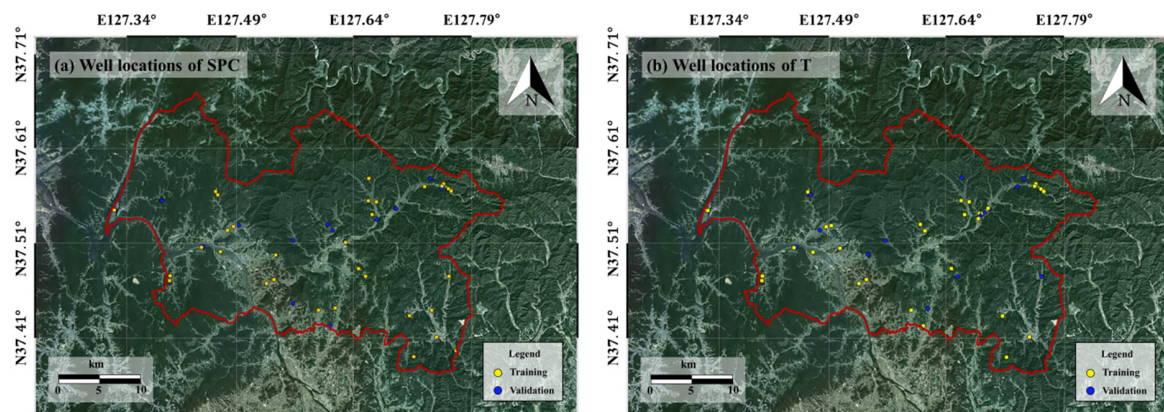 E127.34° E127.49° E127.64° E127.79°
N37.71° N37.61° N37.51° N37.41°
(a) Well locations of SPC
N
km
0 5 10
Legend
Training
Validation
E127.34° E127.49° E127.64° E127.79°
N37.71° N37.61° N37.51° N37.41°
(b) Well locations of T
N
km
0 5 10
Legend
Training
Validation